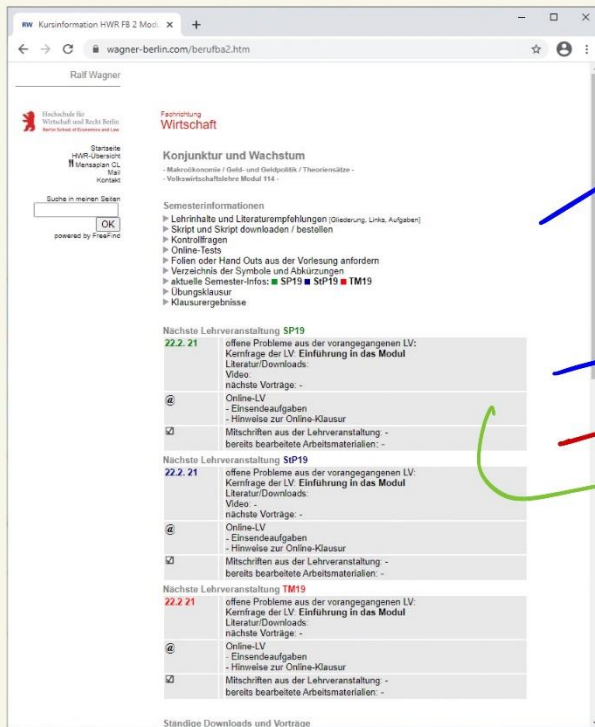 RW Kursinformation HWR FB 2 Modu
wagner-berlin.com/berufba2.htm
Ralf Wagner
Hochschule für
Wirtschaft und Recht Berlin
Berlin School of Economics and Law
Startseite
HWR-Übersicht
Mensaplan CL
Mail
Kontakt
Suche in meinen Seiten
OK
powered by FreeFind
Fachrichtung
Wirtschaft
Konjunktur und Wachstum
- Makroökonomie / Geld- und Geldpolitik / Theoriensätze -
- Volkswirtschaftslehre Modul 114 -
Semesterinformationen
Lehrinhalte und Literaturempfehlungen [Gliederung, Links, Aufgaben]
Skript und Skript downloaden / bestellen
Kontrollfragen
Online-Tests
Folien oder Hand Outs aus der Vorlesung anfordern
Verzeichnis der Symbole und Abkürzungen
aktuelle Semester-Infos: SP19 StP19 TM19
Übungsklausur
Klausurergebnisse
Nächste Lehrveranstaltung SP19
22.2. 21 offene Probleme aus der vorangegangenen LV:
Kernfrage der LV: Einführung in das Modul
Literatur/Downloads:
Video:
nächste Vorträge: -
@ Online-LV
- Einsendeaufgaben
- Hinweise zur Online-Klausur
Mitschriften aus der Lehrveranstaltung: -
bereits bearbeitete Arbeitsmaterialien: -
Nächste Lehrveranstaltung StP19
22.2. 21 offene Probleme aus der vorangegangenen LV:
Kernfrage der LV: Einführung in das Modul
Literatur/Downloads:
Video: -
nächste Vorträge: -
@ Online-LV
- Einsendeaufgaben
- Hinweise zur Online-Klausur
Mitschriften aus der Lehrveranstaltung: -
bereits bearbeitete Arbeitsmaterialien: -
Nächste Lehrveranstaltung TM19
22.2 21 offene Probleme aus der vorangegangenen LV:
Kernfrage der LV: Einführung in das Modul
Literatur/Downloads:
nächste Vorträge: -
@ Online-LV
- Einsendeaufgaben
- Hinweise zur Online-Klausur
Mitschriften aus der Lehrveranstaltung: -
bereits bearbeitete Arbeitsmaterialien: -
Ständige Downloads und Vorträge